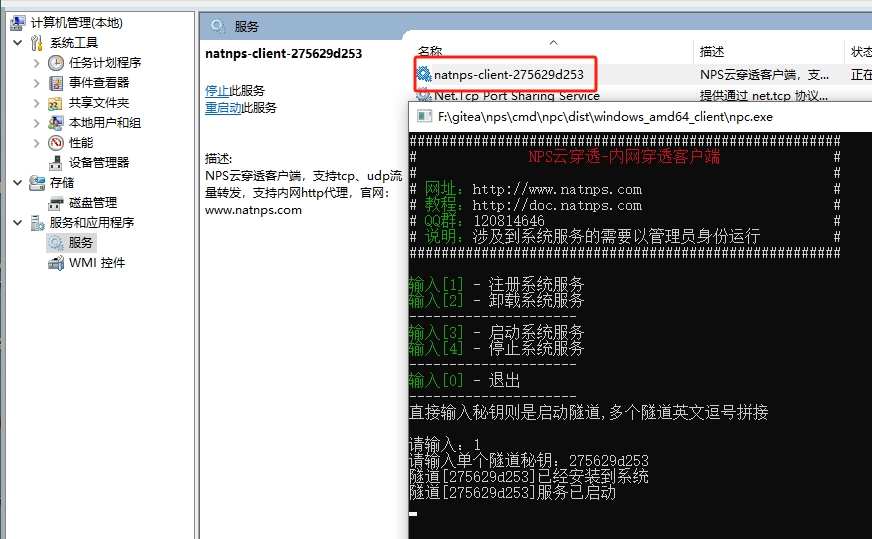 计算机管理(本地)
系统工具
任务计划程序
事件查看器
共享文件夹
本地用户和组
性能
设备管理器
存储
磁盘管理
服务和应用程序
服务
WMI 控件
服务
natnps-client-275629d253
停止此服务
重启动此服务
描述:
NPS云穿透客户端，支持tcp、udp流
量转发，支持内网http代理，官网：
www.natnps.com
名称 描述 状态
natnps-client-275629d253 NPS云穿透客户端，支... 正在
Net.Tcp Port Sharing Service 提供通过 net.tcp 协议...
F:\gitea\nps\cmd\npc\dist\windows_amd64_client\npc.exe
######################################################
# NPS云穿透-内网穿透客户端 #
# #
# 网址：http://www.natnps.com #
# 教程：http://doc.natnps.com #
# QQ群：120814646 #
# 说明：涉及到系统服务的需要以管理员身份运行 #
######################################################
输入[1] - 注册系统服务
输入[2] - 卸载系统服务
---------------------
输入[3] - 启动系统服务
输入[4] - 停止系统服务
---------------------
输入[0] - 退出
---------------------
直接输入秘钥则是启动隧道,多个隧道英文逗号拼接
请输入：1
请输入单个隧道秘钥：275629d253
隧道[275629d253]已经安装到系统
隧道[275629d253]服务已启动